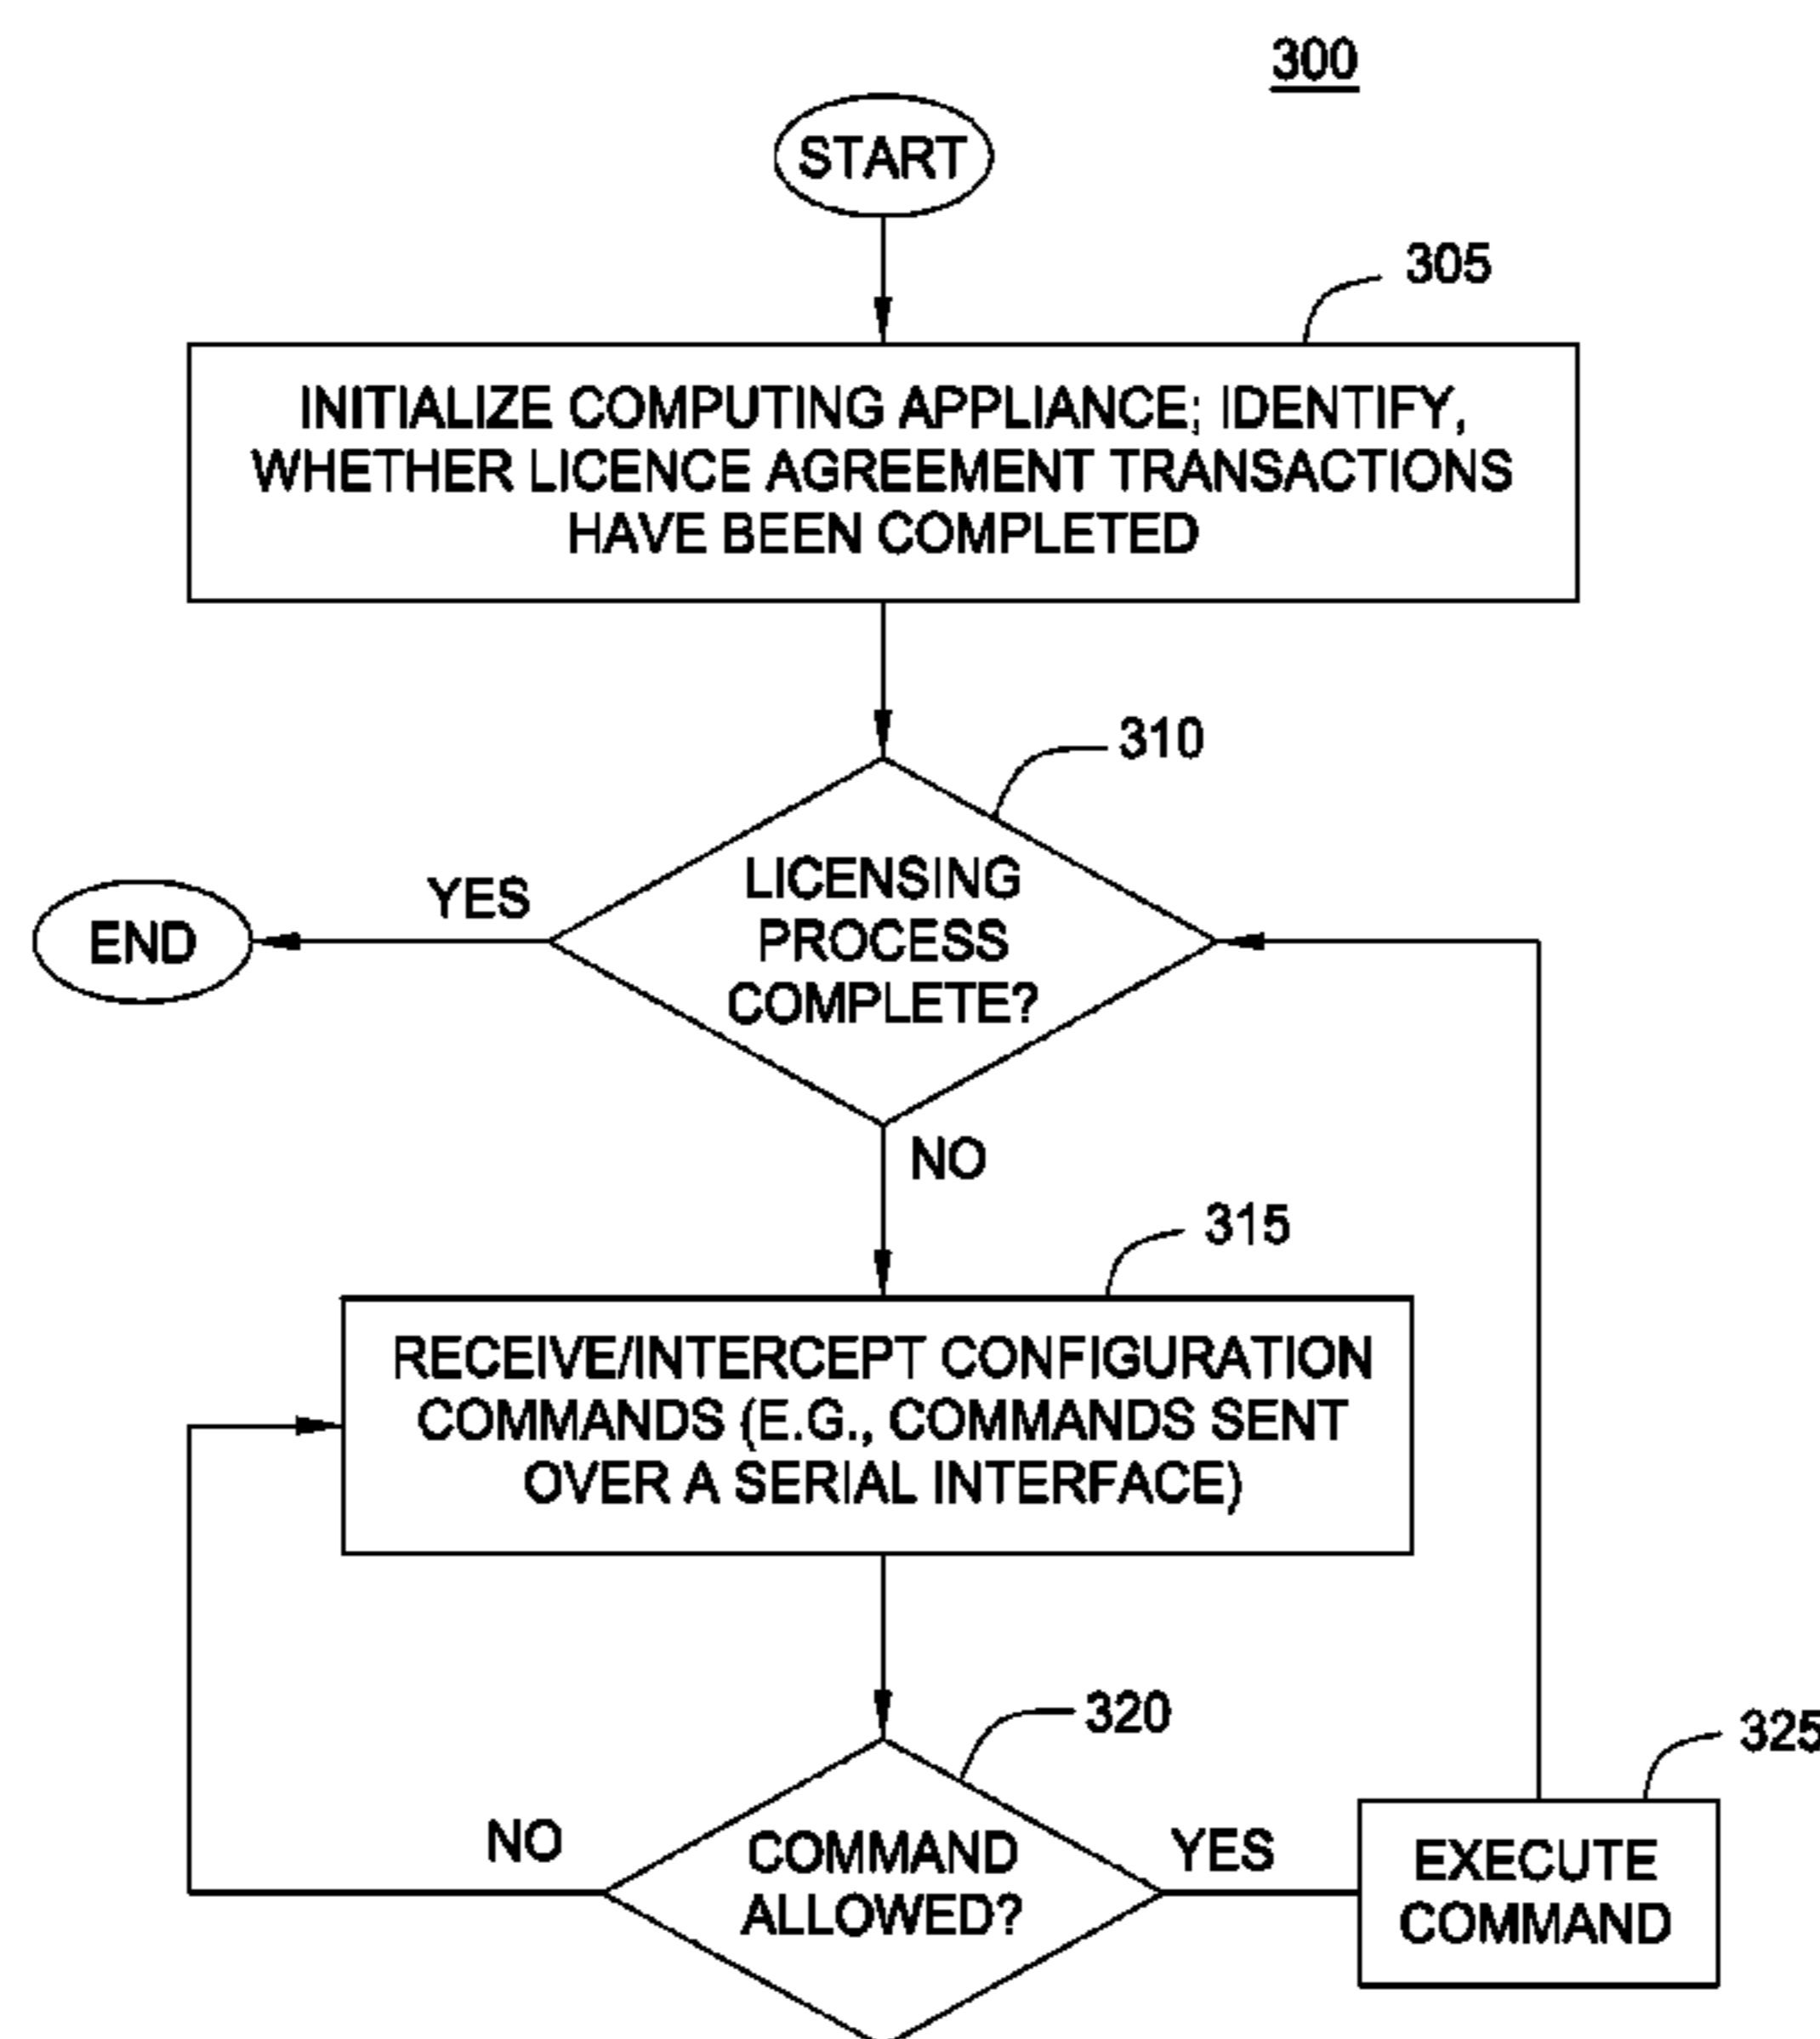 300
START
305
INITIALIZE COMPUTING APPLIANCE; IDENTIFY,
WHETHER LICENCE AGREEMENT TRANSACTIONS
HAVE BEEN COMPLETED
310
LICENSING
PROCESS
COMPLETE?
YES
END
NO
315
RECEIVE/INTERCEPT CONFIGURATION
COMMANDS (E.G., COMMANDS SENT
OVER A SERIAL INTERFACE)
320
325
NO
COMMAND
ALLOWED?
YES
EXECUTE
COMMAND